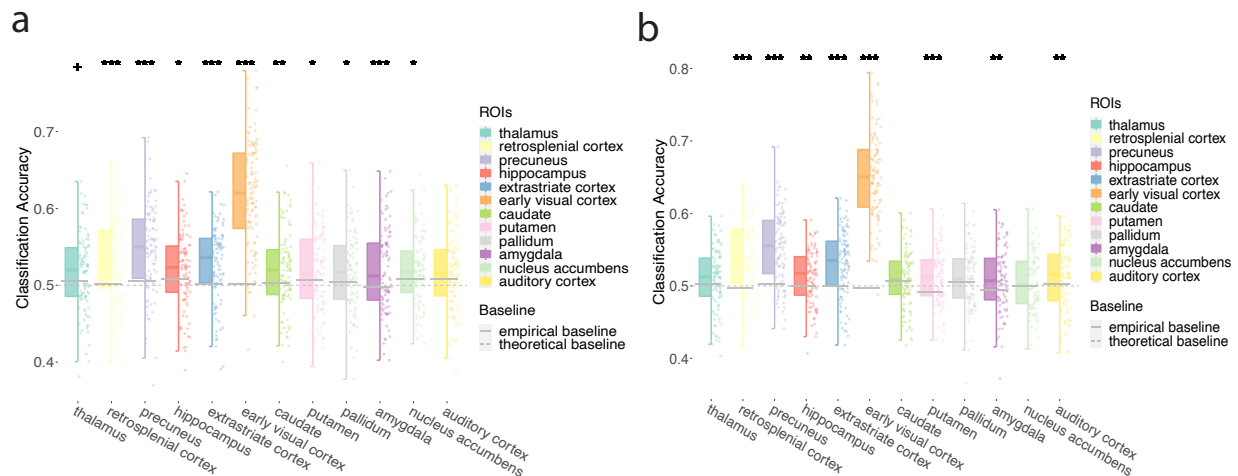 a
+ *** *** * *** *** ** * * *** *
Classification Accuracy
0.7
0.6
0.5
0.4
thalamus
retrosplenial cortex
precuneus
hippocampus
extrastriate cortex
early visual cortex
caudate
putamen
pallidum
amygdala
nucleus accumbens
auditory cortex
ROIs
thalamus
retrosplenial cortex
precuneus
hippocampus
extrastriate cortex
early visual cortex
caudate
putamen
pallidum
amygdala
nucleus accumbens
auditory cortex
Baseline
empirical baseline
theoretical baseline
b
*** *** ** *** *** *** ** **
Classification Accuracy
0.8
0.7
0.6
0.5
0.4
thalamus
retrosplenial cortex
precuneus
hippocampus
extrastriate cortex
early visual cortex
caudate
putamen
pallidum
amygdala
nucleus accumbens
auditory cortex
ROIs
thalamus
retrosplenial cortex
precuneus
hippocampus
extrastriate cortex
early visual cortex
caudate
putamen
pallidum
amygdala
nucleus accumbens
auditory cortex
Baseline
empirical baseline
theoretical baseline